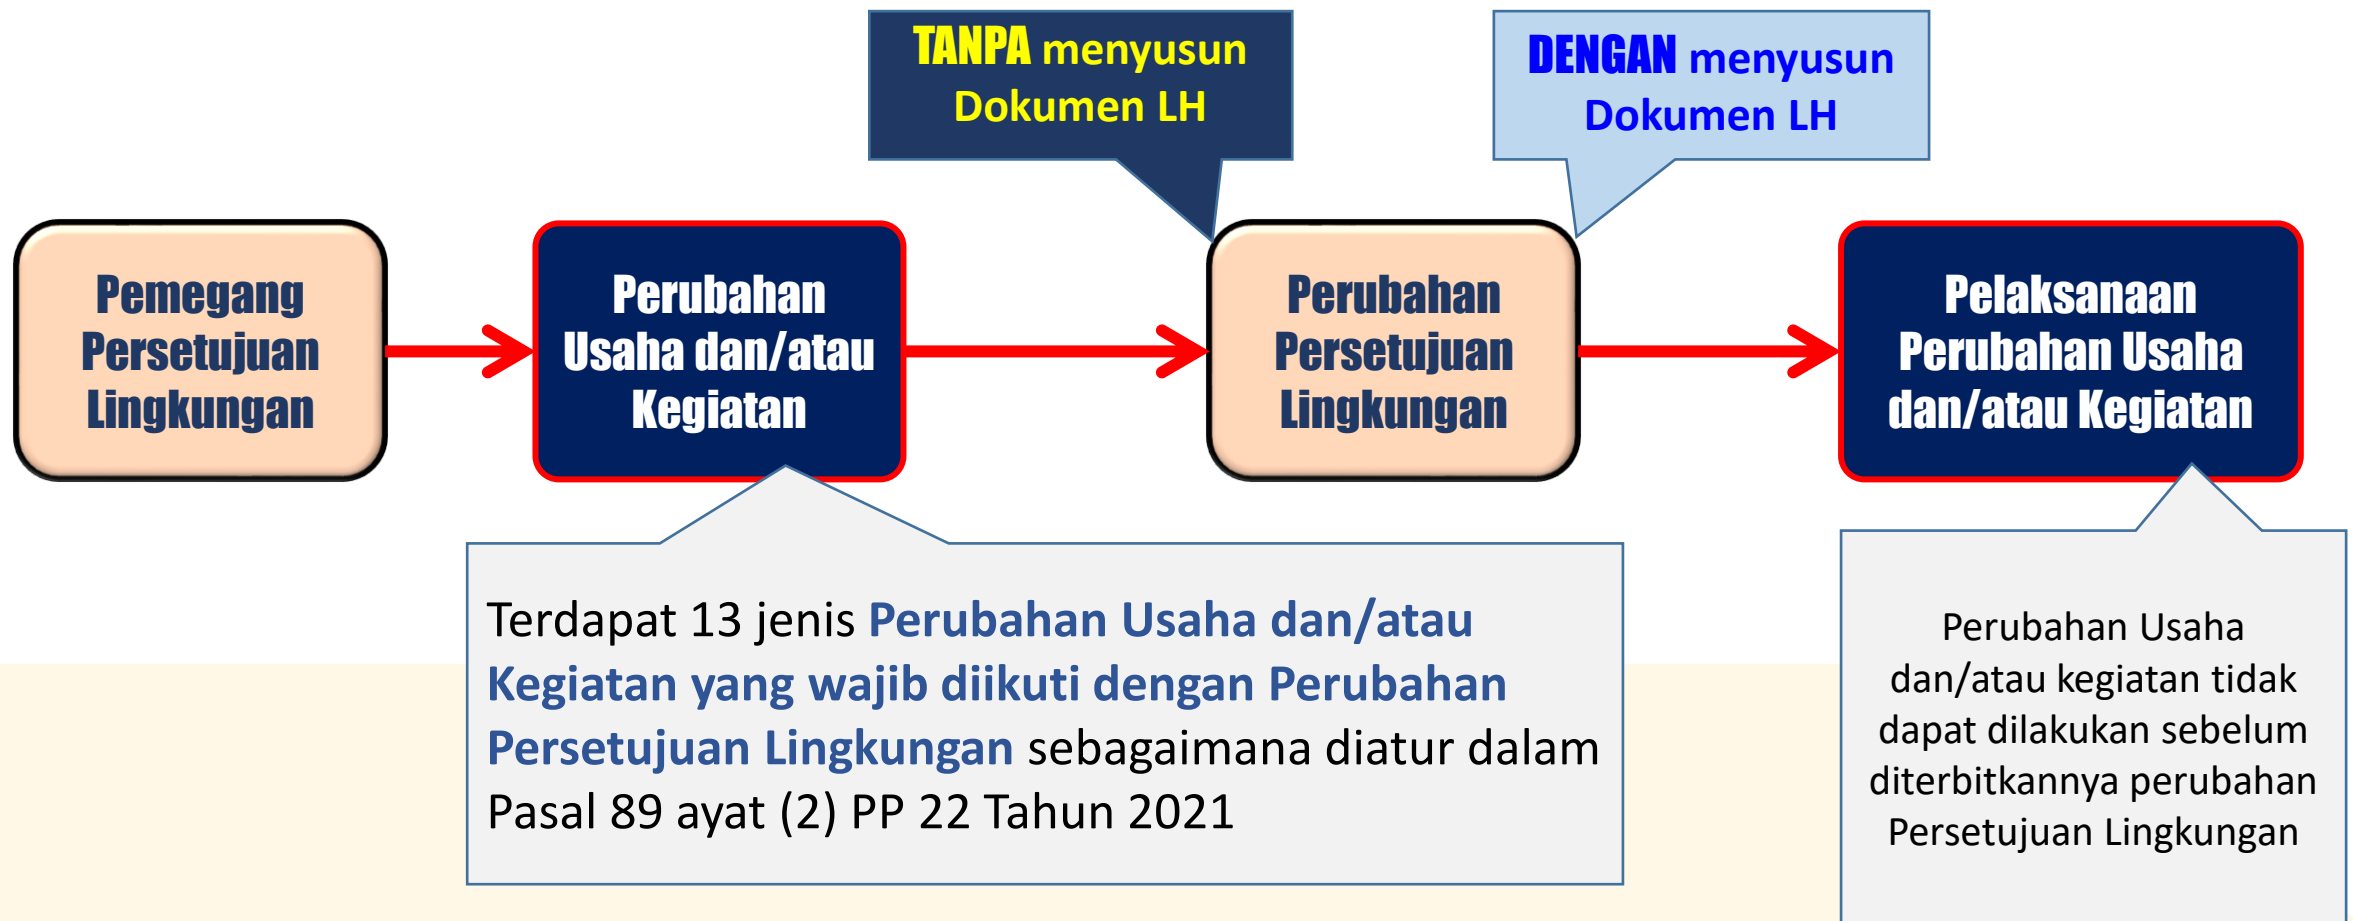 TANPA menyusun
Dokumen LH
DENGAN menyusun
Dokumen LH
Pemegang
Persetujuan
Lingkungan
Perubahan
Usaha dan/atau
Kegiatan
Perubahan
Persetujuan
Lingkungan
Pelaksanaan
Perubahan Usaha
dan/atau Kegiatan
Terdapat 13 jenis Perubahan Usaha dan/atau
Kegiatan yang wajib diikuti dengan Perubahan
Persetujuan Lingkungan sebagaimana diatur dalam
Pasal 89 ayat (2) PP 22 Tahun 2021
Perubahan Usaha
dan/atau kegiatan tidak
dapat dilakukan sebelum
diterbitkannya perubahan
Persetujuan Lingkungan